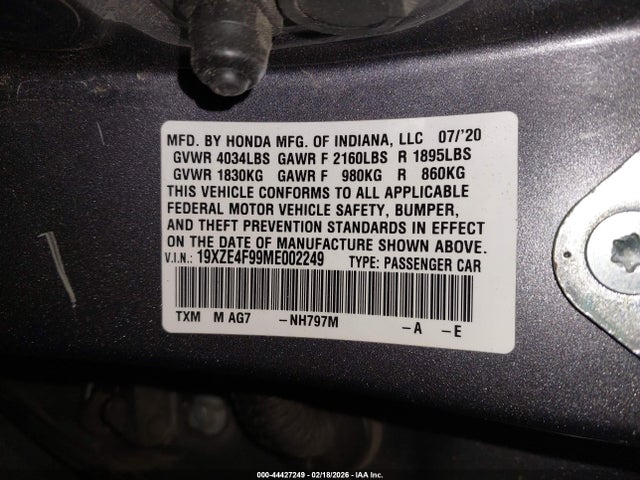 MFD. BY HONDA MFG. OF INDIANA, LLC 07/'20
GVWR 4034LBS GAWR F 2160LBS R 1895LBS
GVWR 1830KG GAWR F 980KG R 860KG
THIS VEHICLE CONFORMS TO ALL APPLICABLE
FEDERAL MOTOR VEHICLE SAFETY, BUMPER,
AND THEFT PREVENTION STANDARDS IN EFFECT
ON THE DATE OF MANUFACTURE SHOWN ABOVE.
V.I.N.: 19XZE4F99ME002249 TYPE: PASSENGER CAR
TXM M AG7 -NH797M -A -E
000-44427249 - 02/18/2026 - IAA Inc.